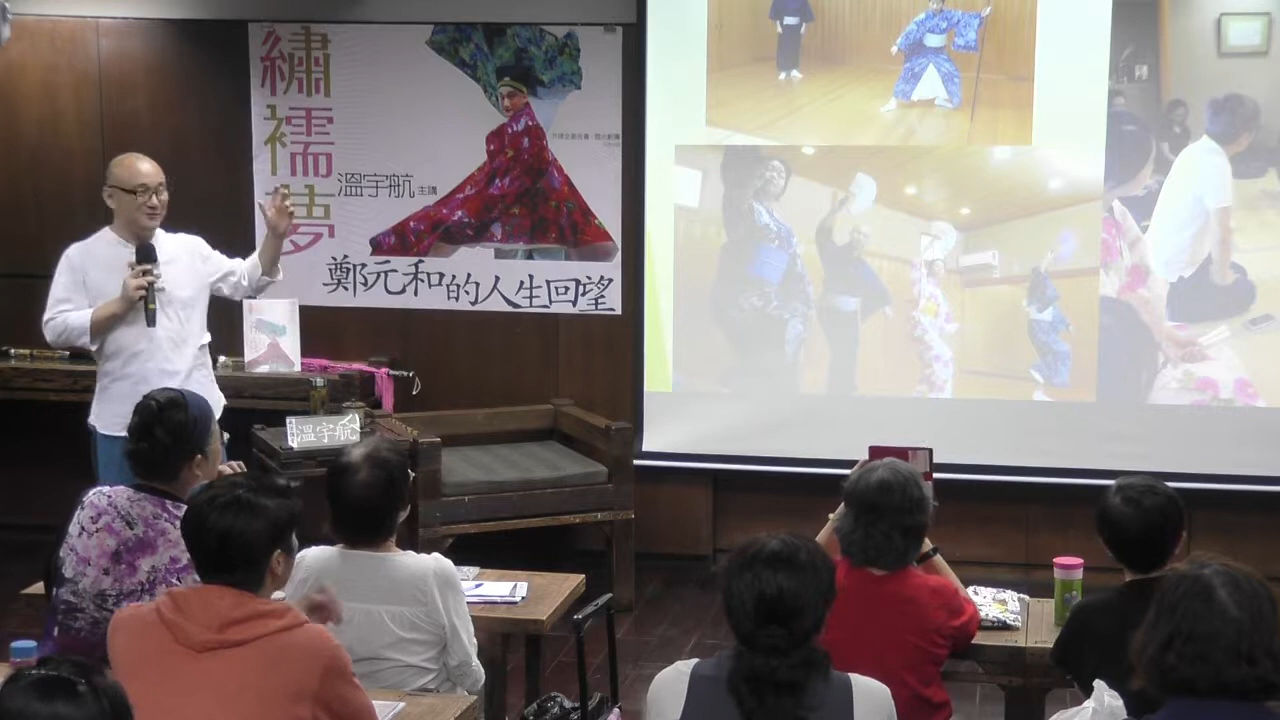 繡襦夢
溫宇航 主講
鄭元和的人生回望
溫宇航